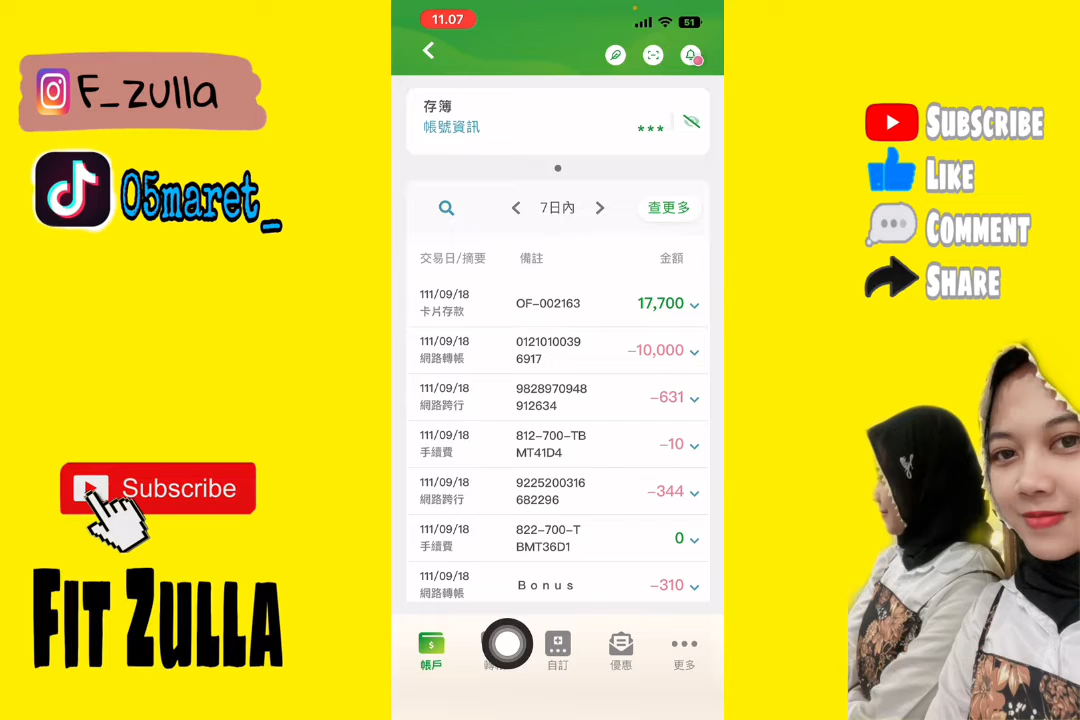 F_zulla
05maret_
Subscribe
FIT ZULLA
11.07
51
存簿
帳號資訊
***
7日內
查更多
交易日/摘要 備註 金額
111/09/18
卡片存款
OF-002163
17,700
111/09/18
網路轉帳
0121010039
6917
-10,000
111/09/18
網路跨行
9828970948
912634
-631
111/09/18
手續費
812-700-TB
MT41D4
-10
111/09/18
網路跨行
9225200316
682296
-344
111/09/18
手續費
822-700-T
BMT36D1
0
111/09/18
網路轉帳
Bonus
-310
帳戶
自訂
優惠
更多
SUBSCRIBE
LIKE
COMMENT
SHARE